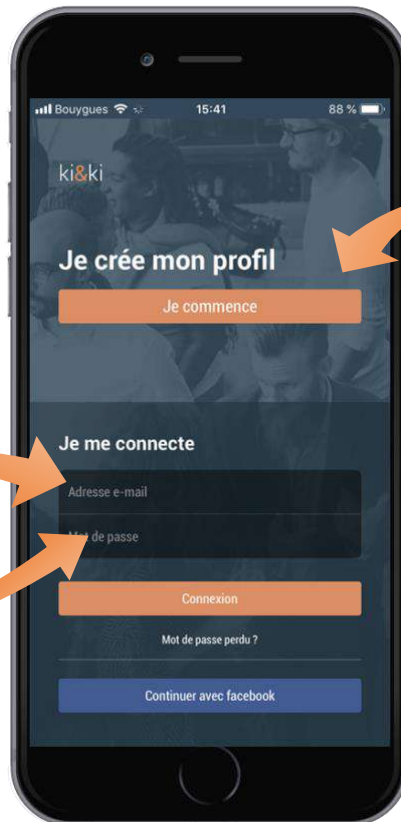 Bouygues 15:41 88 %
ki&ki
Je crée mon profil
Je commence
Je me connecte
Adresse e-mail
Mot de passe
Connexion
Mot de passe perdu ?
Continuer avec facebook